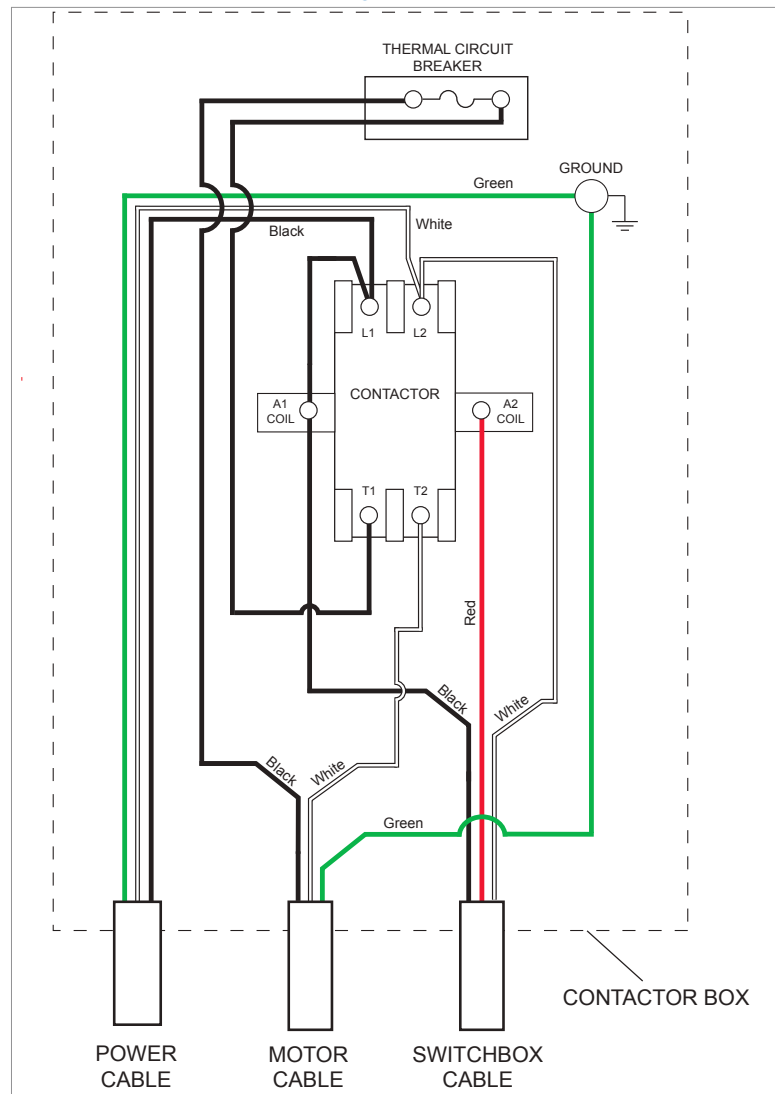 THERMAL CIRCUIT
BREAKER
GROUND
Green
White
Black
L1
L2
CONTACTOR
A1
COIL
A2
COIL
T1
T2
Red
Black
White
Black
White
Green
CONTACTOR BOX
POWER
CABLE
MOTOR
CABLE
SWITCHBOX
CABLE